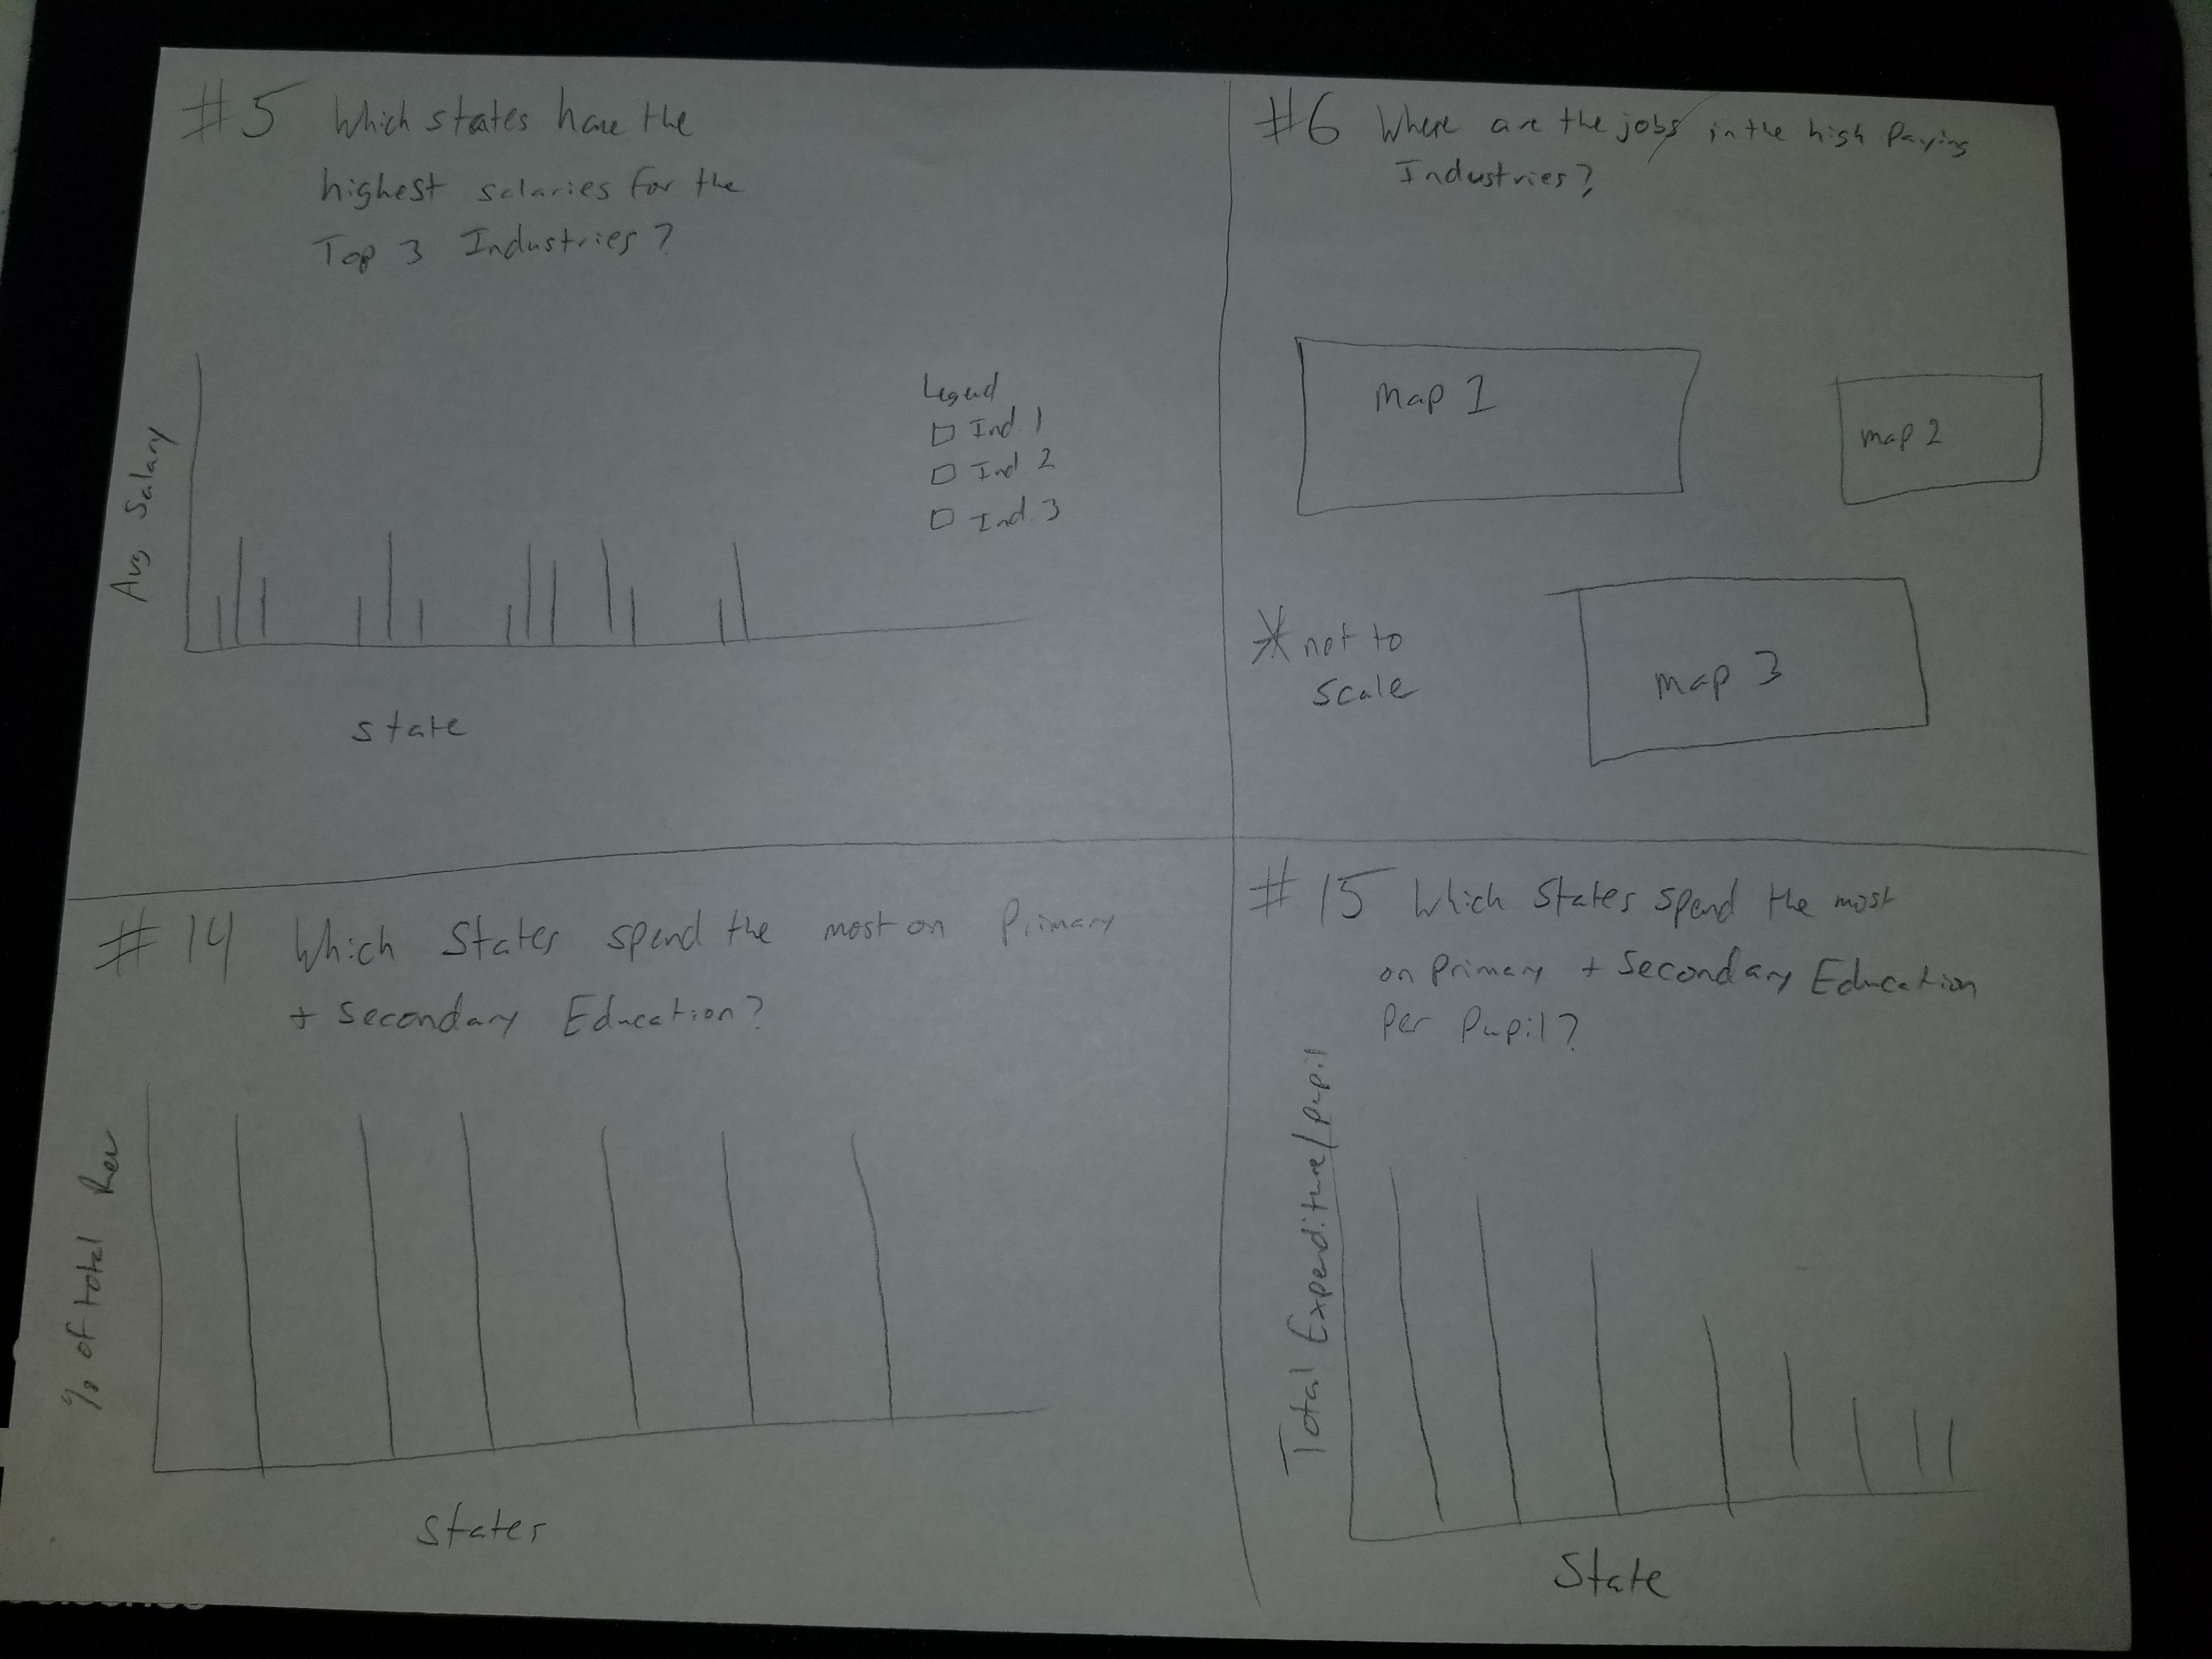 #5 Which states have the
highest salaries for the
Top 3 Industries?
Avg Salary
Legend
□ Ind. 1
□ Ind 2
□ Ind. 3
State
#6 Where are the jobs in the high Paying
Industries?
map 1
map 2
map 3
* not to
scale
#14 Which States spend the most on Primary
+ Secondary Education?
% of total Rev
States
#15 Which States spend the most
on primary + Secondary Education
Per Pupil?
Total Expenditure/pupil
State